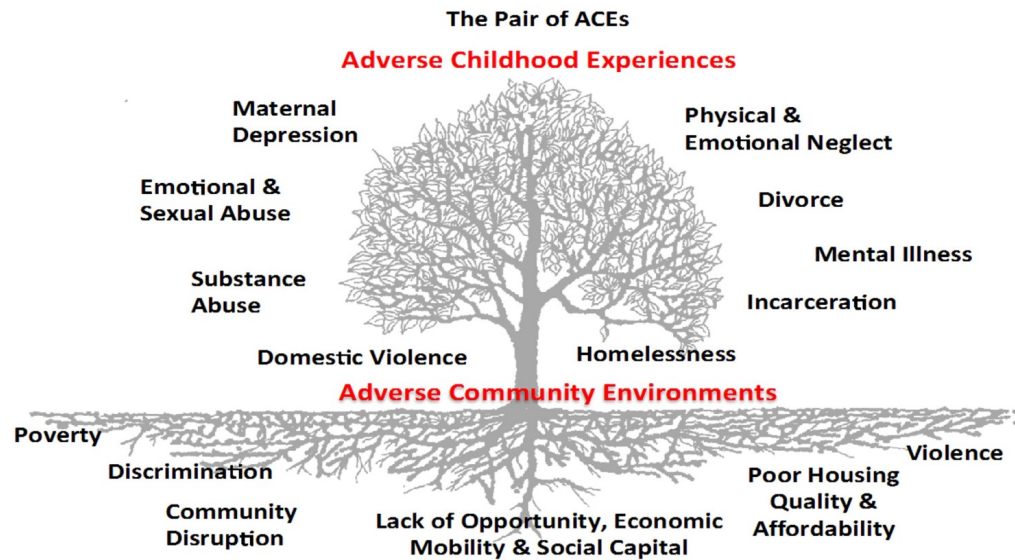 The Pair of ACEs
Adverse Childhood Experiences
Maternal
Depression
Physical &
Emotional Neglect
Emotional &
Sexual Abuse
Divorce
Mental Illness
Substance
Abuse
Incarceration
Domestic Violence
Homelessness
Adverse Community Environments
Poverty
Violence
Discrimination
Poor Housing
Quality &
Affordability
Community
Disruption
Lack of Opportunity, Economic
Mobility & Social Capital